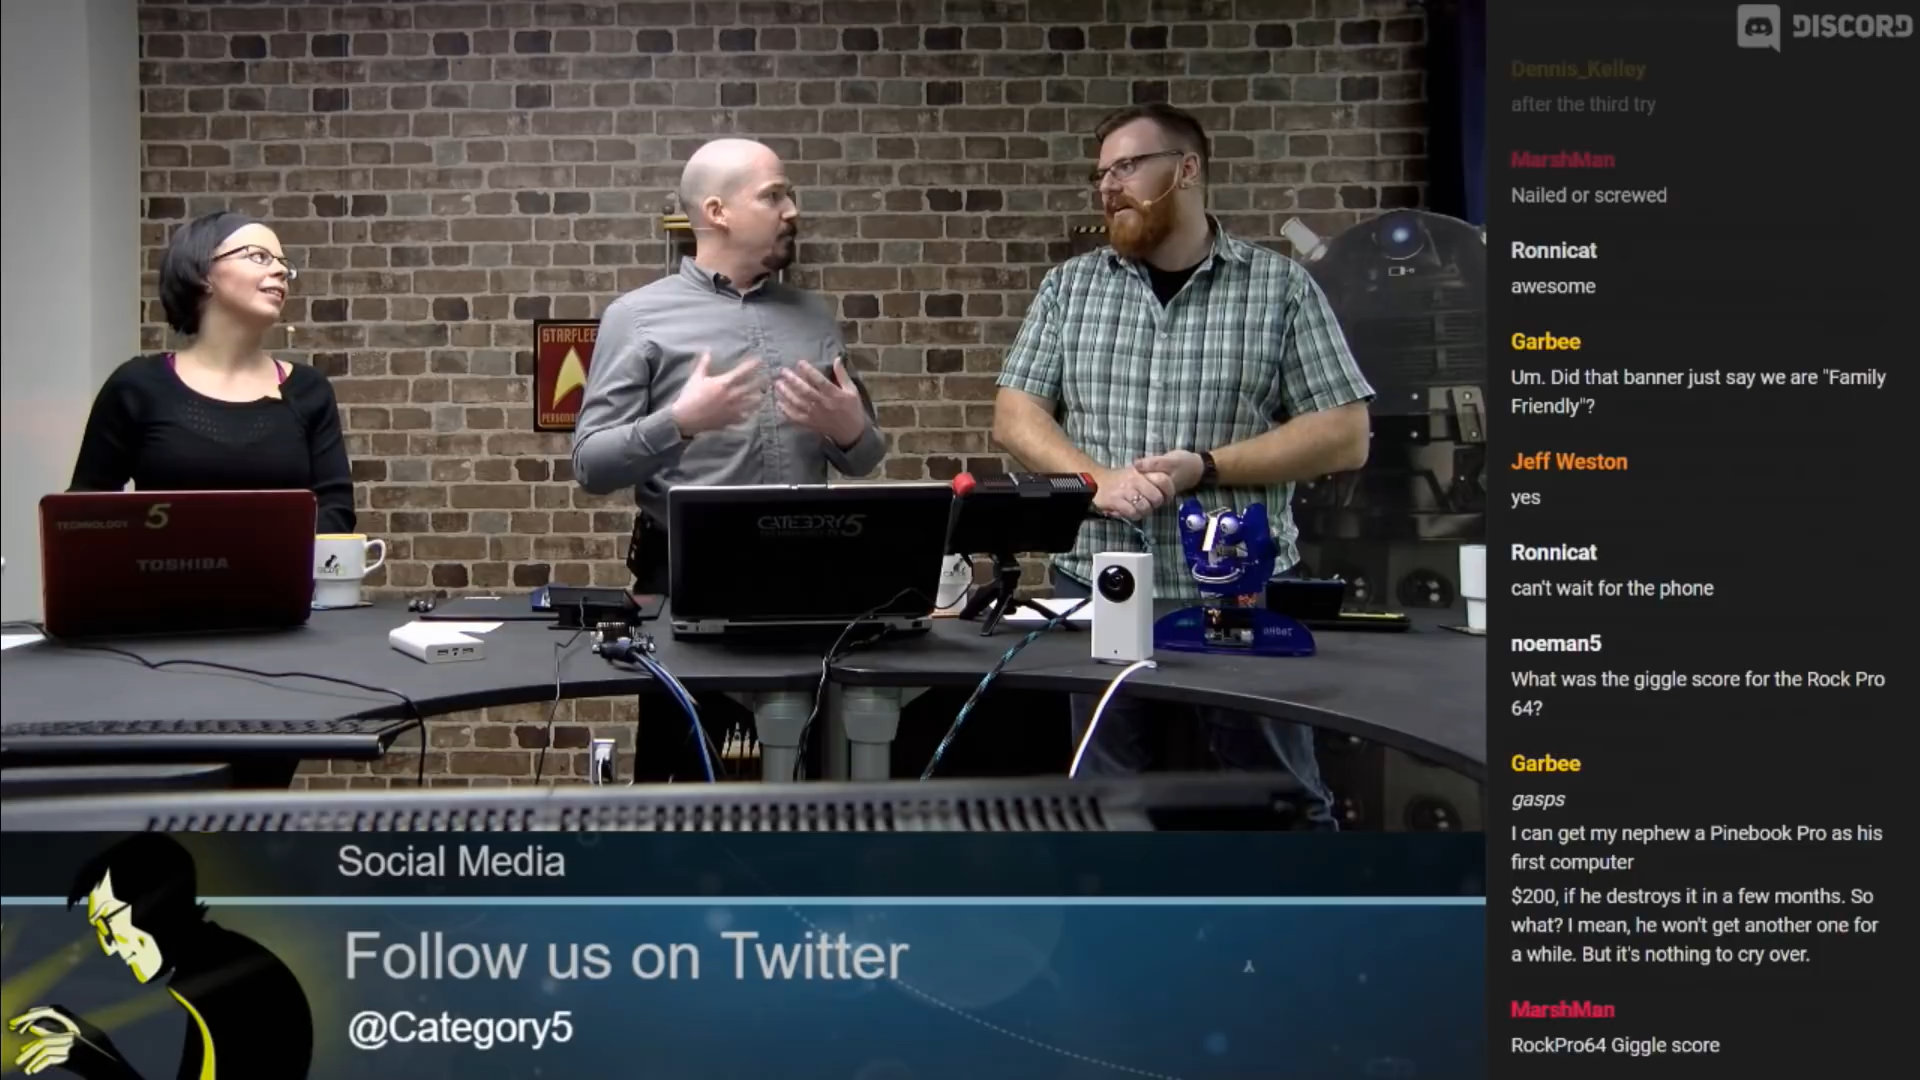 DISCORD
Dennis_Kelley
after the third try
MarshMan
Nailed or screwed
Ronnicat
awesome
Garbee
Um. Did that banner just say we are "Family
Friendly"?
Jeff Weston
yes
Ronnicat
can't wait for the phone
noeman5
What was the giggle score for the Rock Pro
64?
Garbee
gasps
I can get my nephew a Pinebook Pro as his
first computer
$200, if he destroys it in a few months. So
what? I mean, he won't get another one for
a while. But it's nothing to cry over.
MarshMan
RockPro64 Giggle score
STARFLEE
TECHNOLOGY 5
TOSHIBA
CATEGORY5
TECHNOLOGY TV
OHBOT
Social Media
Follow us on Twitter
@Category5